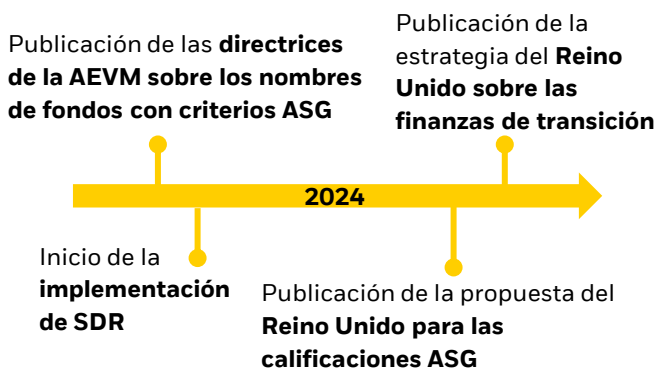 Publicación de las directrices
de la AEVM sobre los nombres
de fondos con criterios ASG
Publicación de la
estrategia del Reino
Unido sobre las
finanzas de transición
2024
Inicio de la
implementación
de SDR
Publicación de la propuesta del
Reino Unido para las
calificaciones ASG